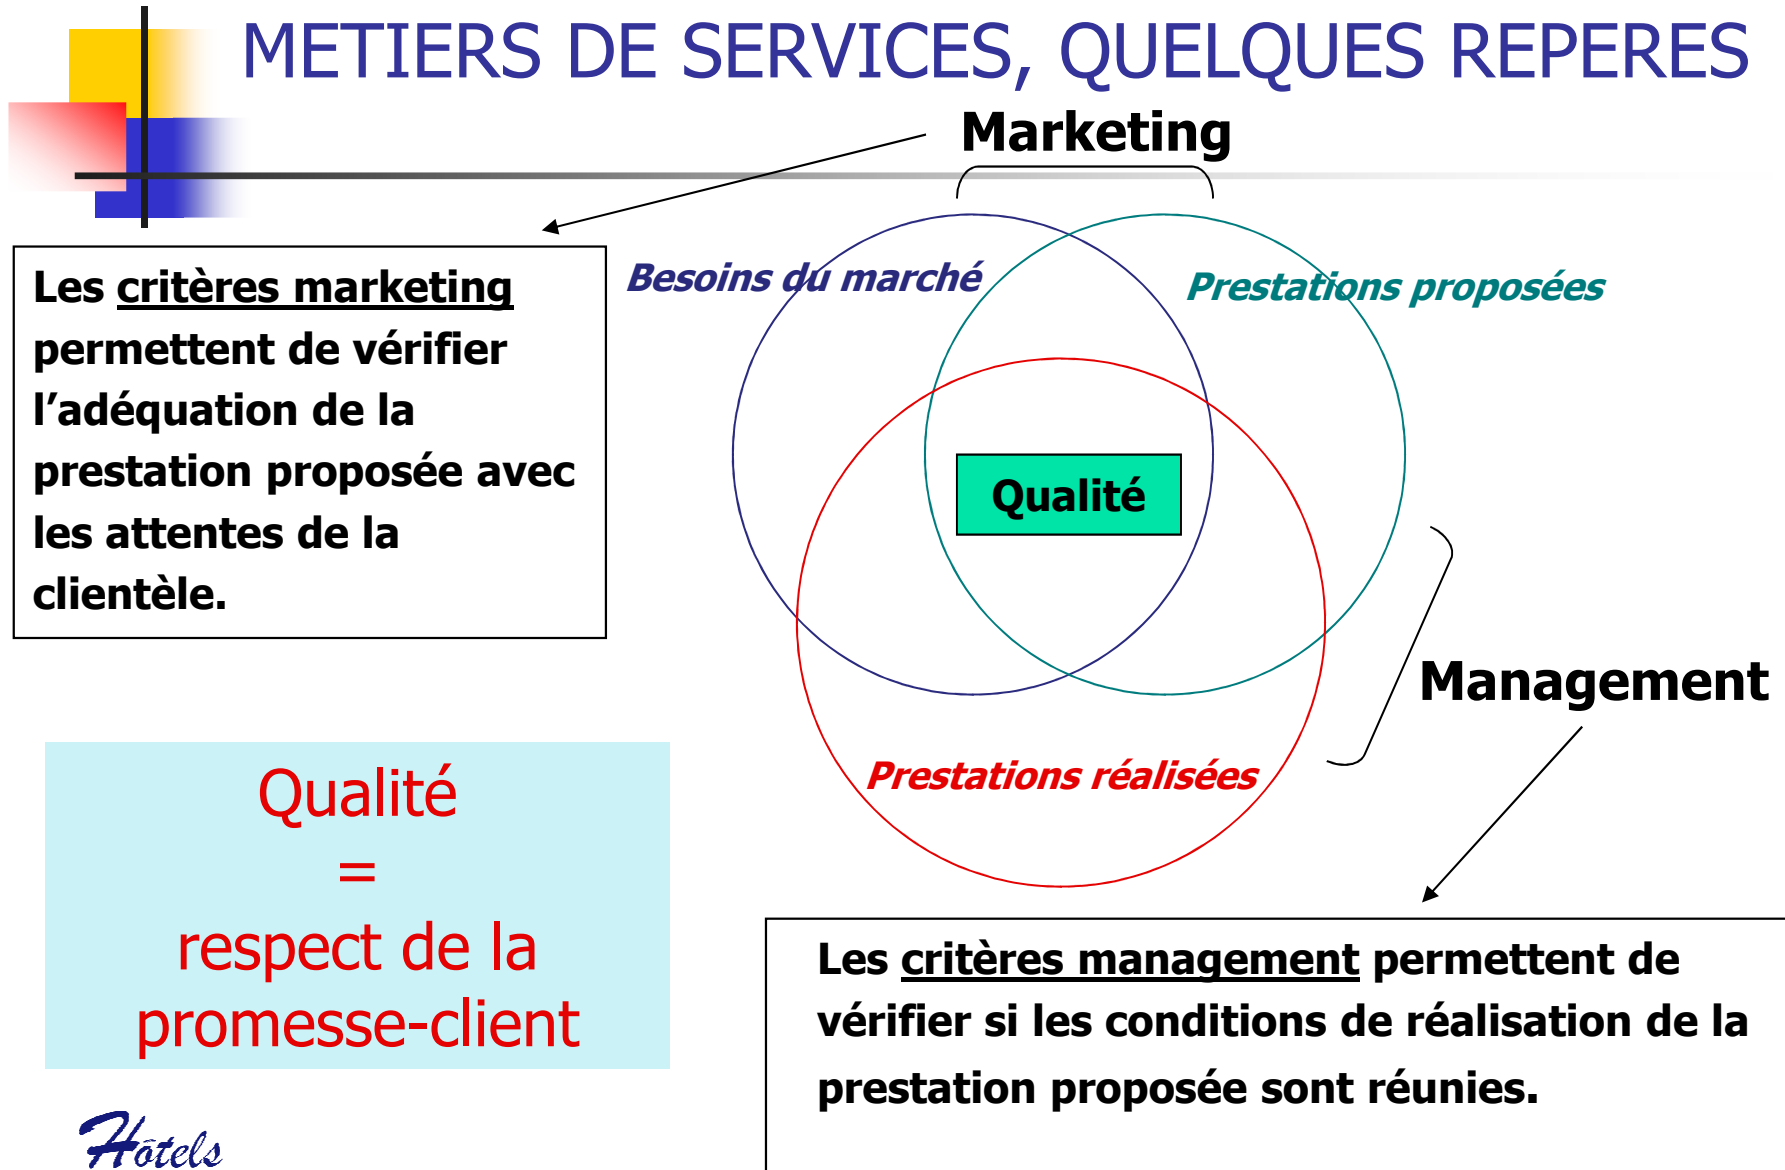 METIERS DE SERVICES, QUELQUES REPERES
Marketing
Besoins du marché
Prestations proposées
Les critères marketing
permettent de vérifier
l’adéquation de la
prestation proposée avec
les attentes de la
clientèle.
Qualité
Management
Prestations réalisées
Qualité
=
respect de la
promesse-client
Les critères management permettent de
vérifier si les conditions de réalisation de la
prestation proposée sont réunies.
Hôtels